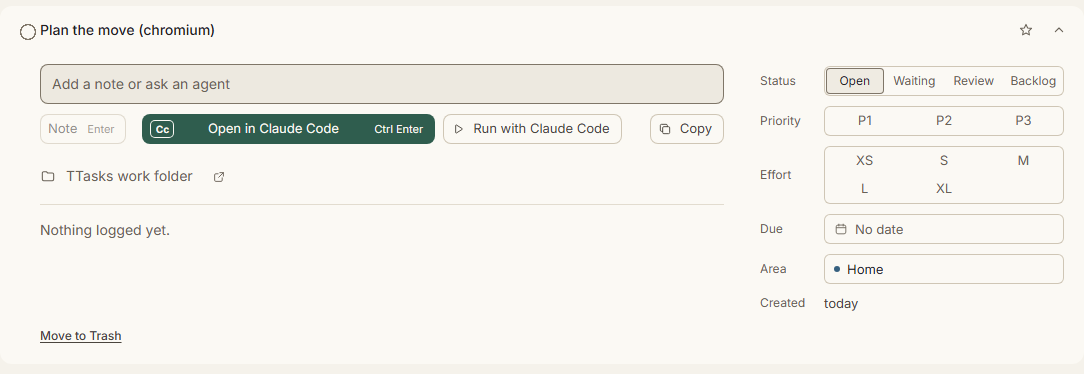 Plan the move (chromium)
Add a note or ask an agent
Note Enter
Cc Open in Claude Code Ctrl Enter
Run with Claude Code
Copy
TTasks work folder
Nothing logged yet.
Move to Trash
Status Open Waiting Review Backlog
Priority P1 P2 P3
Effort XS S M
L XL
Due No date
Area Home
Created today